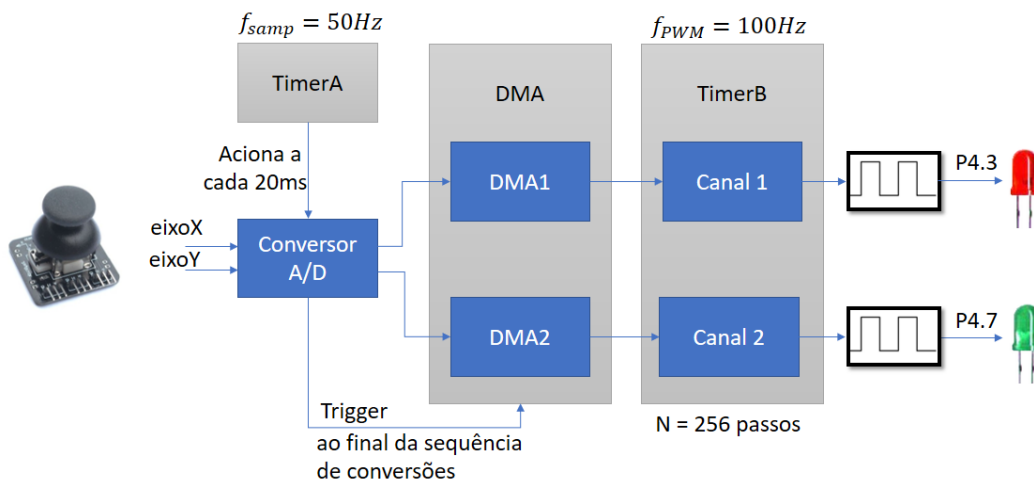 f_samp = 50Hz
f_PWM = 100Hz
TimerA
DMA
TimerB
Aciona a
cada 20ms
DMA1
Canal 1
P4.3
eixoX
eixoY
Conversor
A/D
DMA2
Canal 2
P4.7
Trigger
ao final da sequência
de conversões
N = 256 passos